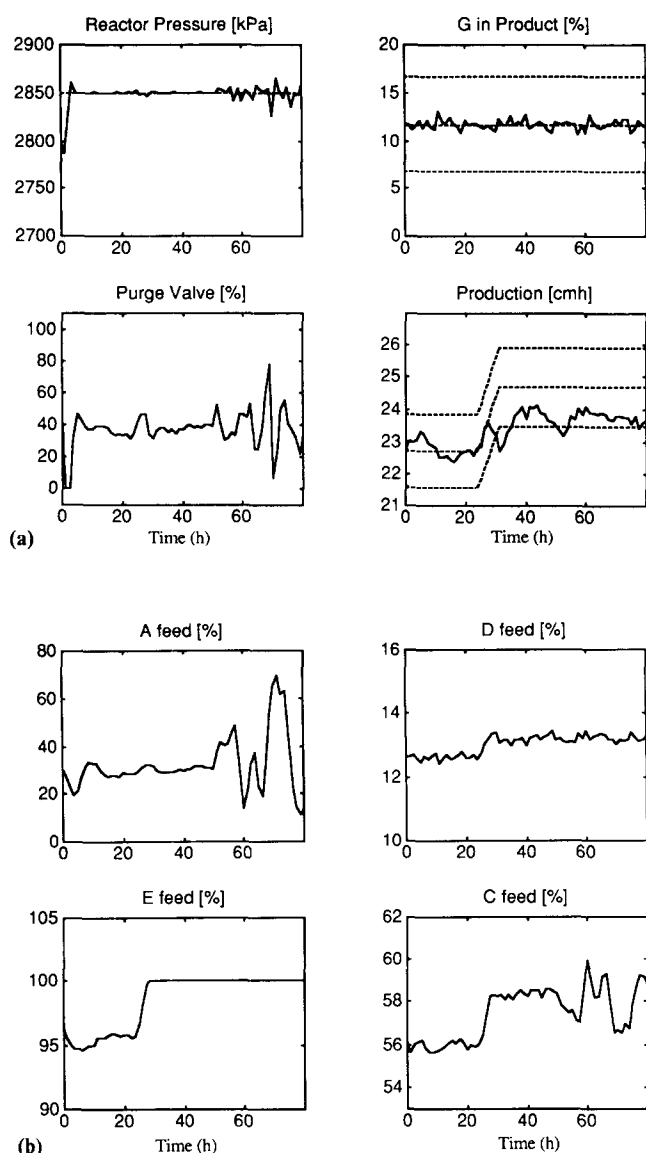 Reactor Pressure [kPa]
2900
2850
2800
2750
2700
0 20 40 60
G in Product [%]
20
15
10
5
0
0 20 40 60
Purge Valve [%]
100
80
60
40
20
0
0 20 40 60
Time (h)
Production [cmh]
26
25
24
23
22
21
0 20 40 60
Time (h)
(a)
A feed [%]
80
60
40
20
0
0 20 40 60
D feed [%]
16
14
12
10
0 20 40 60
E feed [%]
105
100
95
90
0 20 40 60
Time (h)
C feed [%]
62
60
58
56
54
53
0 20 40 60
Time (h)
(b)